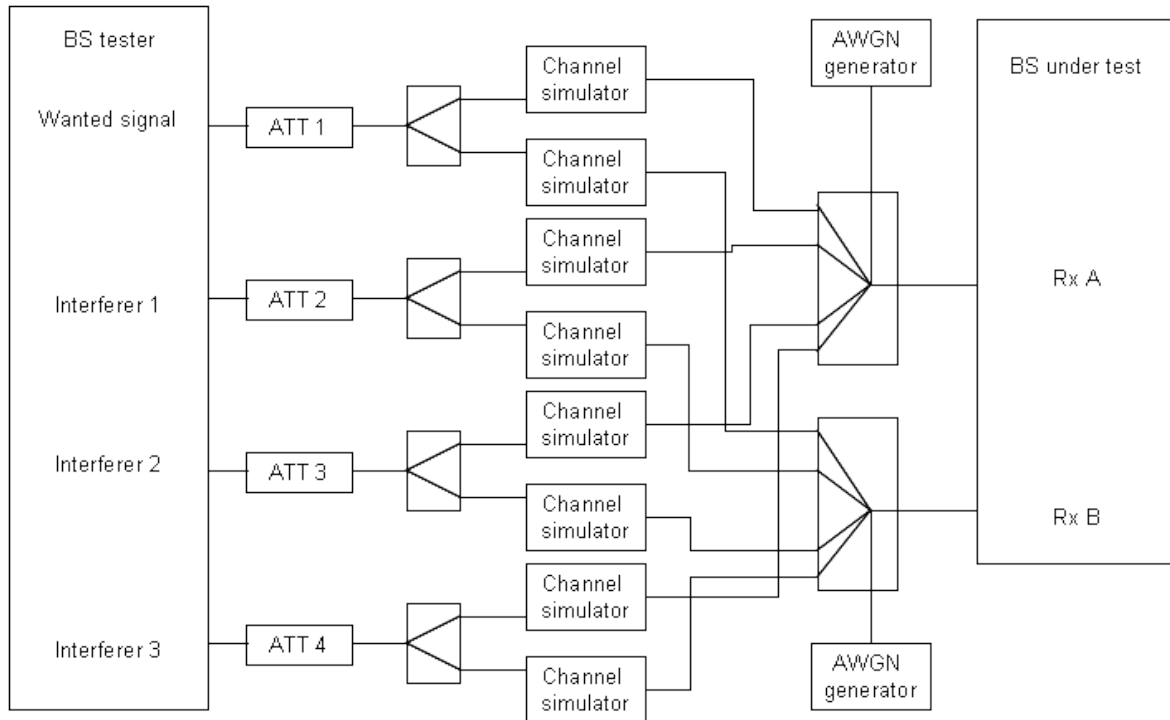 BS tester
Wanted signal
Interferer 1
Interferer 2
Interferer 3
ATT 1
ATT 2
ATT 3
ATT 4
Channel
simulator
Channel
simulator
Channel
simulator
Channel
simulator
Channel
simulator
Channel
simulator
Channel
simulator
Channel
simulator
AWGN
generator
AWGN
generator
BS under test
Rx A
Rx B